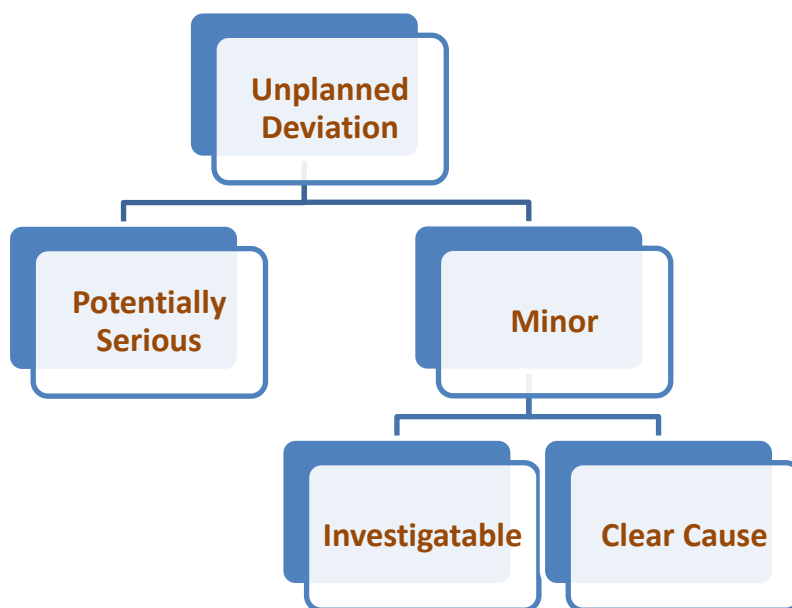 Unplanned
Deviation
Potentially
Serious
Minor
Investigatable
Clear Cause